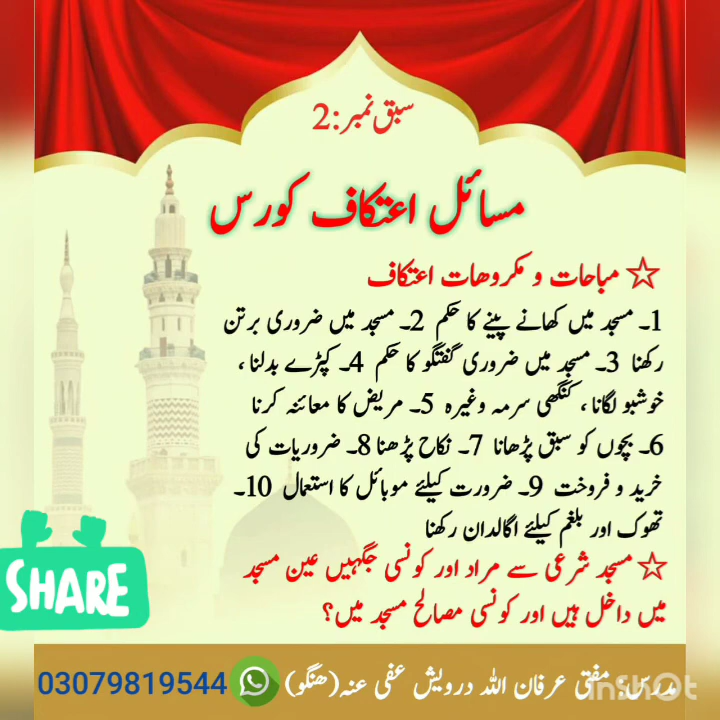 سبق نمبر:2
مسائل اعتکاف کورس
☆ مباحات و مکروھات اعتکاف
1۔ مسجد میں کھانے پینے کا حکم 2۔ مسجد میں ضروری برتن
رکھنا 3۔ مسجد میں ضروری گفتگو کا حکم 4۔ کپڑے بدلنا،
خوشبو لگانا، کنگھی سرمہ وغیرہ 5۔ مریض کا معائنہ کرنا
6۔ بچوں کو سبق پڑھانا 7۔ نکاح پڑھنا 8۔ ضروریات کی
خرید و فروخت 9۔ ضرورت کیلئے موبائل کا استعمال 10۔
تھوک اور بلغم کیلئے اگالدان رکھنا
☆ مسجد شرعی سے مراد اور کونسی جگہیں عین مسجد
میں داخل ہیں اور کونسی مصالح مسجد میں؟
SHARE
مدرس: مفتی عرفان اللہ درویش عفی عنہ (ھنگو) 03079819544
InShOt